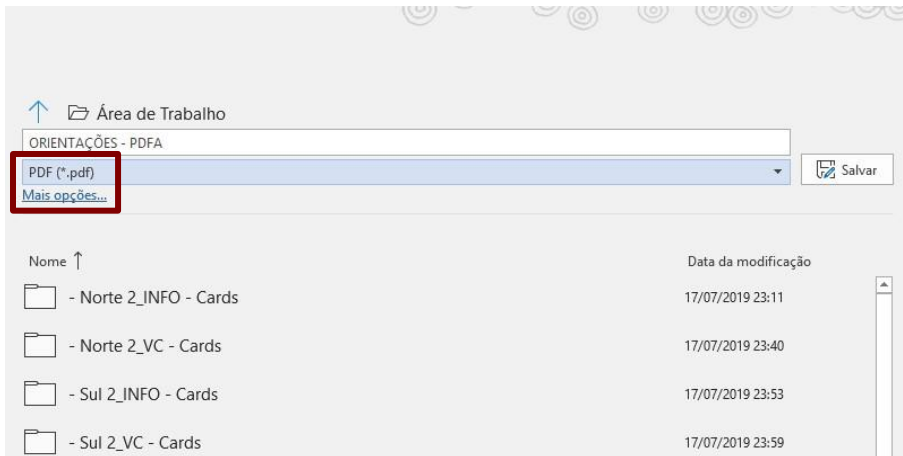 Área de Trabalho
ORIENTAÇÕES - PDFA
PDF (*.pdf)
Salvar
Mais opções...
Nome Data da modificação
- Norte 2_INFO - Cards 17/07/2019 23:11
- Norte 2_VC - Cards 17/07/2019 23:40
- Sul 2_INFO - Cards 17/07/2019 23:53
- Sul 2_VC - Cards 17/07/2019 23:59